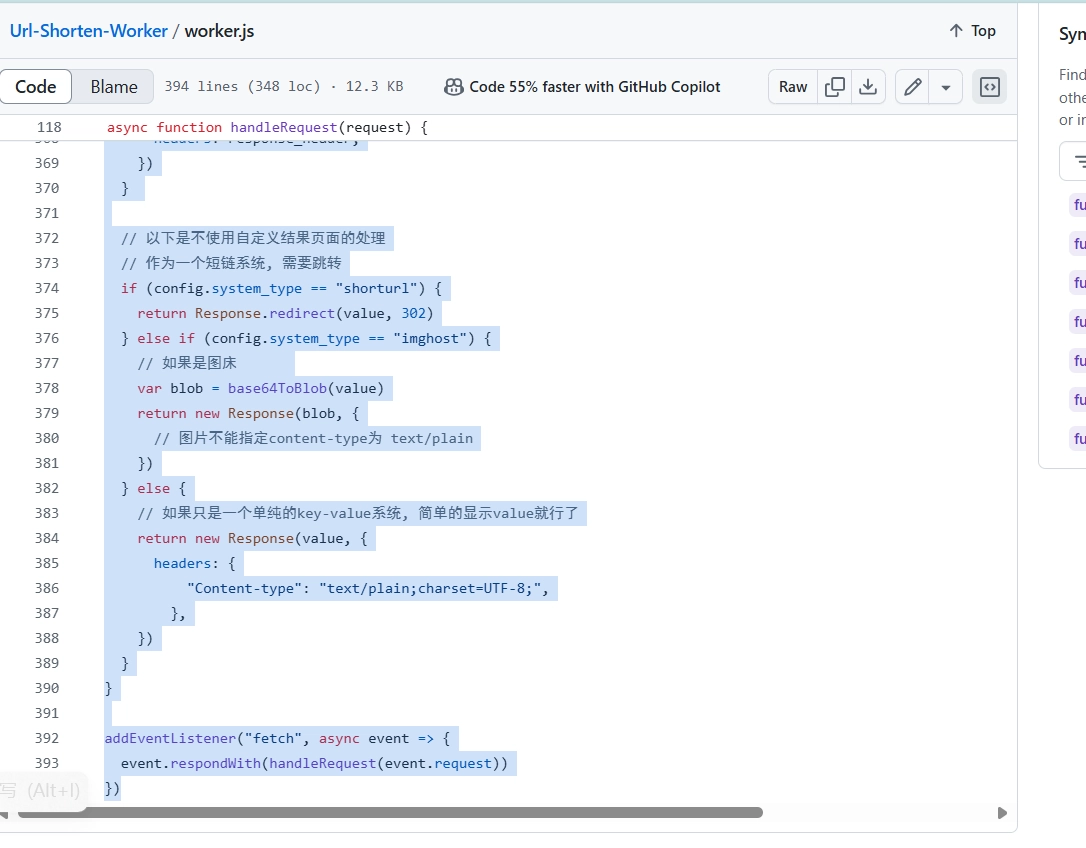 Url-Shorten-Worker / worker.js
Top
Code Blame 394 lines (348 loc) · 12.3 KB Code 55% faster with GitHub Copilot Raw
118 async function handleRequest(request) {
368 headers: response_header,
369 })
370 }
371
372 // 以下是不使用自定义结果页面的处理
373 // 作为一个短链系统, 需要跳转
374 if (config.system_type == "shorturl") {
375 return Response.redirect(value, 302)
376 } else if (config.system_type == "imghost") {
377 // 如果是图床
378 var blob = base64ToBlob(value)
379 return new Response(blob, {
380 // 图片不能指定content-type为 text/plain
381 })
382 } else {
383 // 如果只是一个单纯的key-value系统, 简单的显示value就行了
384 return new Response(value, {
385 headers: {
386 "Content-type": "text/plain;charset=UTF-8;",
387 },
388 })
389 }
390 }
391
392 addEventListener("fetch", async event => {
393 event.respondWith(handleRequest(event.request))
})
写 (Alt+I)
Sym
Find
othe
or in
fu
fu
fu
fu
fu
fu
fu